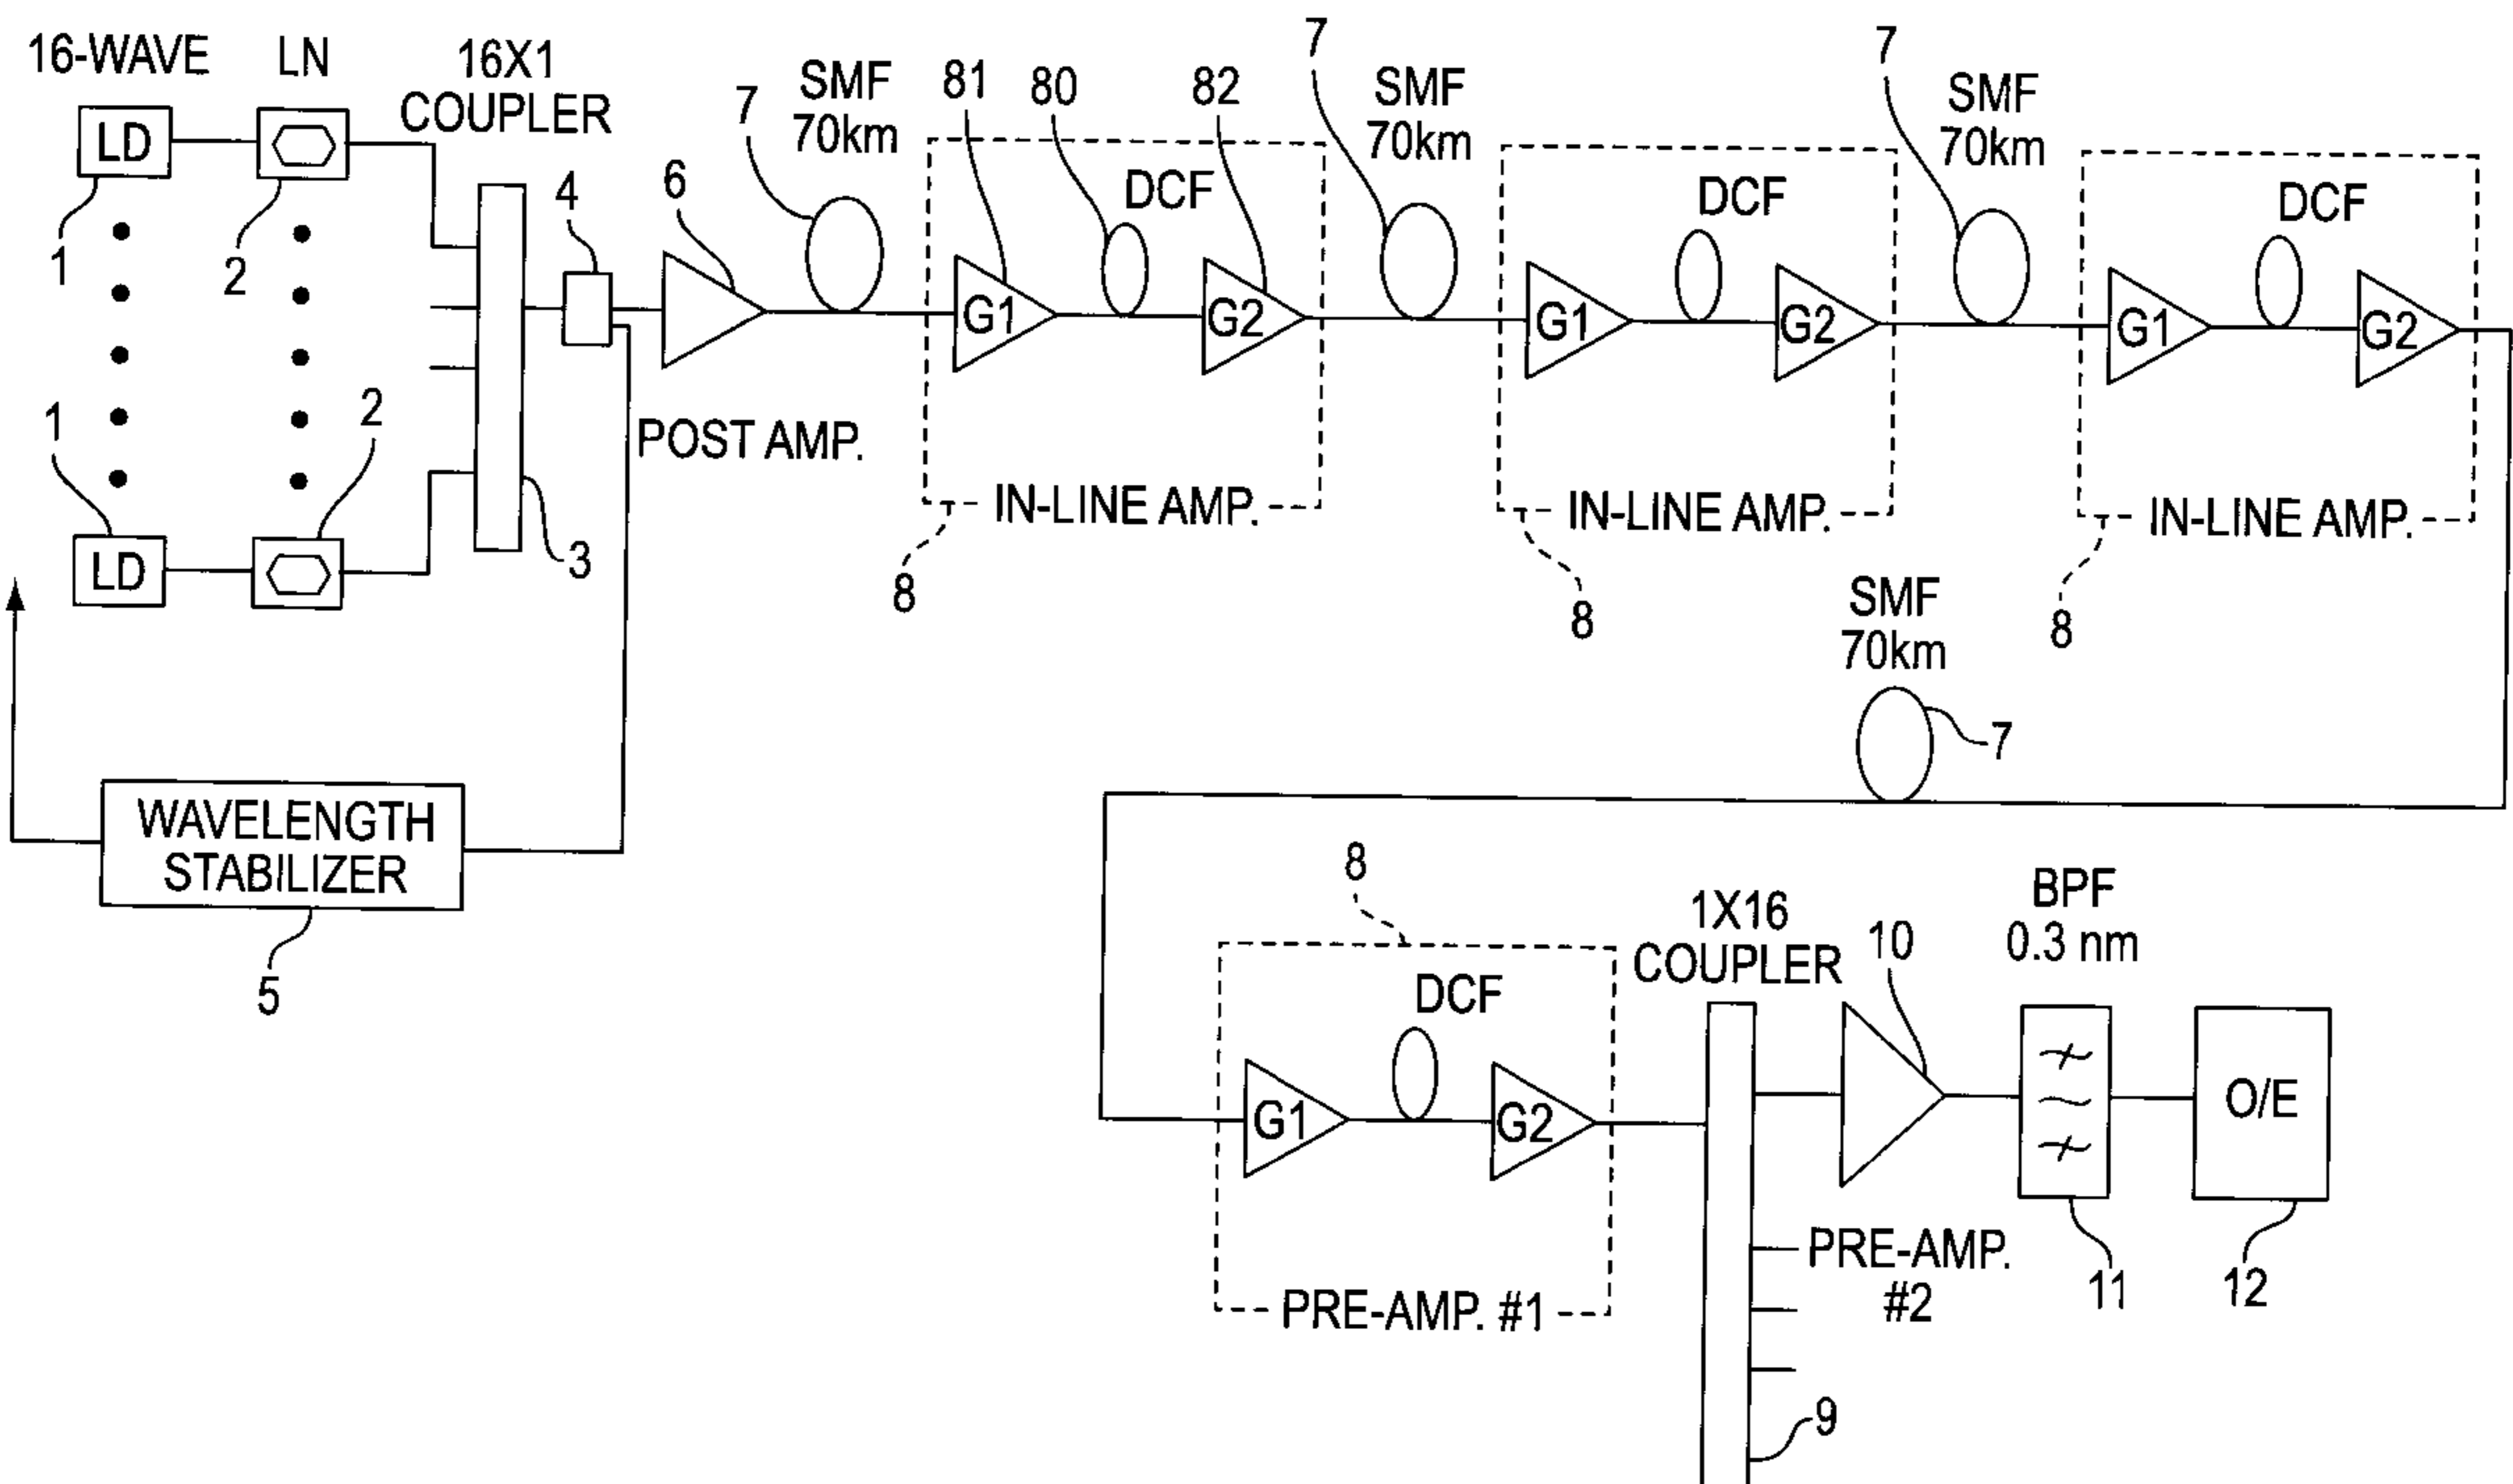 16-WAVE
LN
16X1
COUPLER
LD
1
2
1
2
LD
3
4
6
POST AMP.
7
SMF
70km
81
80
82
DCF
G1
G2
IN-LINE AMP.
8
7
SMF
70km
DCF
G1
G2
IN-LINE AMP.
8
7
SMF
70km
DCF
G1
G2
IN-LINE AMP.
8
SMF
70km
7
WAVELENGTH
STABILIZER
5
8
DCF
G1
G2
PRE-AMP. #1
1X16
COUPLER
9
10
PRE-AMP.
#2
BPF
0.3 nm
11
O/E
12